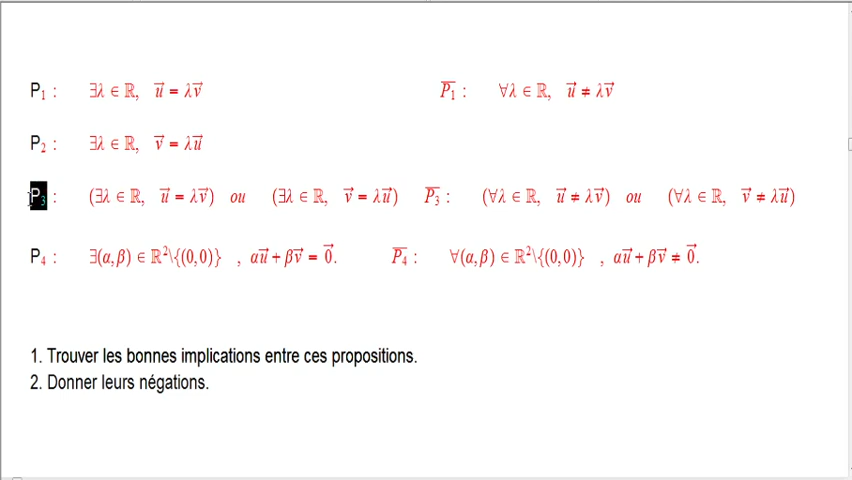 P₁ : ∃λ ∈ ℝ, u⃗ = λv⃗ P̅₁ : ∀λ ∈ ℝ, u⃗ ≠ λv⃗
P₂ : ∃λ ∈ ℝ, v⃗ = λu⃗
P₃ : (∃λ ∈ ℝ, u⃗ = λv⃗) ou (∃λ ∈ ℝ, v⃗ = λu⃗) P̅₃ : (∀λ ∈ ℝ, u⃗ ≠ λv⃗) ou (∀λ ∈ ℝ, v⃗ ≠ λu⃗)
P₄ : ∃(α,β) ∈ ℝ²\{(0,0)} , αu⃗ + βv⃗ = 0⃗. P̅₄ : ∀(α,β) ∈ ℝ²\{(0,0)} , αu⃗ + βv⃗ ≠ 0⃗.
1. Trouver les bonnes implications entre ces propositions.
2. Donner leurs négations.